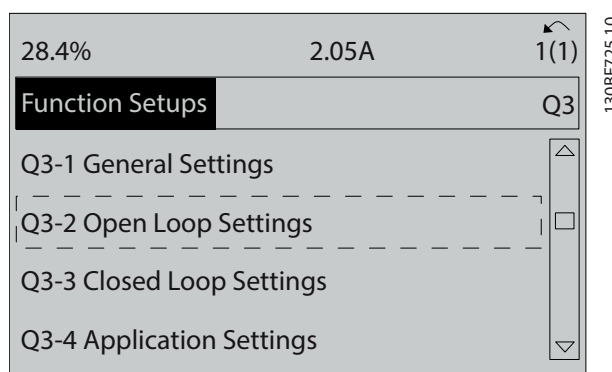 28.4% 2.05A 1(1)
Function Setups Q3
Q3-1 General Settings
Q3-2 Open Loop Settings
Q3-3 Closed Loop Settings
Q3-4 Application Settings
130BF725.10